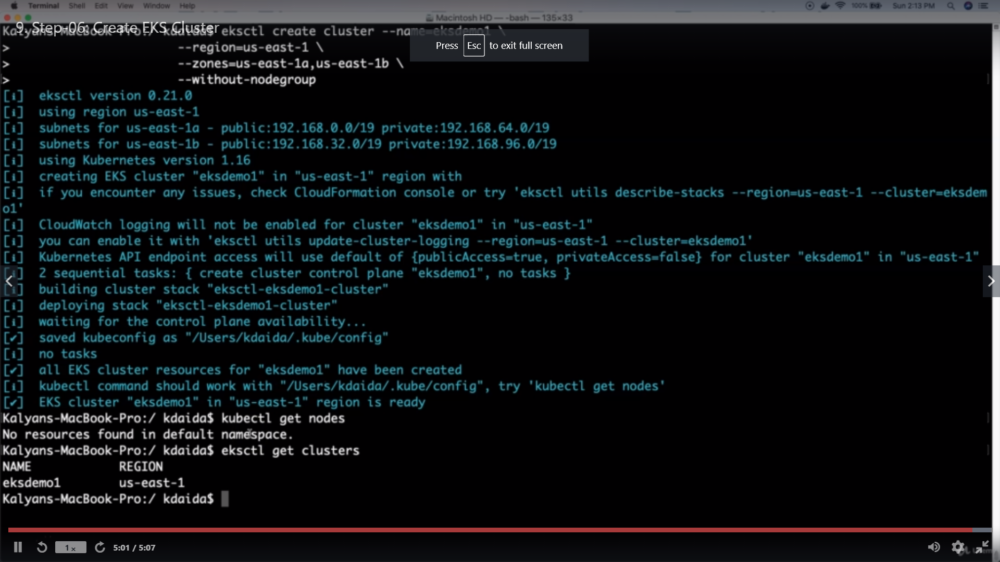 Terminal Shell Edit View Window Help 100% Sun 2:13 PM
Macintosh HD — -bash — 135×33
9. Step-06: Create EKS Cluster
Kalyans-MacBook-Pro:/ kdaida$ eksctl create cluster --name=eksdemo1 \
Press Esc to exit full screen
> --region=us-east-1 \
> --zones=us-east-1a,us-east-1b \
> --without-nodegroup
[ℹ] eksctl version 0.21.0
[ℹ] using region us-east-1
[ℹ] subnets for us-east-1a - public:192.168.0.0/19 private:192.168.64.0/19
[ℹ] subnets for us-east-1b - public:192.168.32.0/19 private:192.168.96.0/19
[ℹ] using Kubernetes version 1.16
[ℹ] creating EKS cluster "eksdemo1" in "us-east-1" region with
[ℹ] if you encounter any issues, check CloudFormation console or try 'eksctl utils describe-stacks --region=us-east-1 --cluster=eksdem
o1'
[ℹ] CloudWatch logging will not be enabled for cluster "eksdemo1" in "us-east-1"
[ℹ] you can enable it with 'eksctl utils update-cluster-logging --region=us-east-1 --cluster=eksdemo1'
[ℹ] Kubernetes API endpoint access will use default of {publicAccess=true, privateAccess=false} for cluster "eksdemo1" in "us-east-1"
[ℹ] 2 sequential tasks: { create cluster control plane "eksdemo1", no tasks }
[ℹ] building cluster stack "eksctl-eksdemo1-cluster"
[ℹ] deploying stack "eksctl-eksdemo1-cluster"
[ℹ] waiting for the control plane availability...
[✔] saved kubeconfig as "/Users/kdaida/.kube/config"
[ℹ] no tasks
[✔] all EKS cluster resources for "eksdemo1" have been created
[ℹ] kubectl command should work with "/Users/kdaida/.kube/config", try 'kubectl get nodes'
[✔] EKS cluster "eksdemo1" in "us-east-1" region is ready
Kalyans-MacBook-Pro:/ kdaida$ kubectl get nodes
No resources found in default namespace.
Kalyans-MacBook-Pro:/ kdaida$ eksctl get clusters
NAME REGION
eksdemo1 us-east-1
Kalyans-MacBook-Pro:/ kdaida$
1 x 5:01 / 5:07